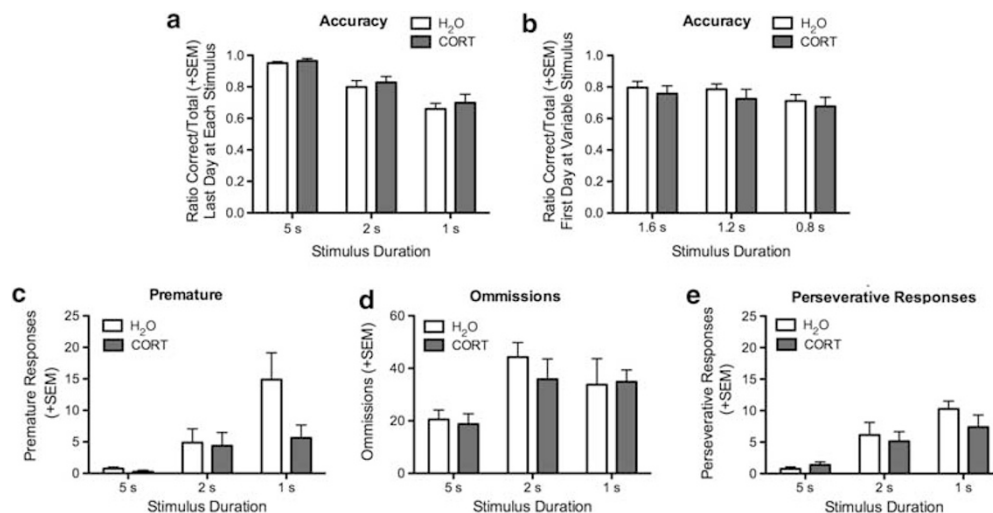 a
Accuracy
H₂O
CORT
Ratio Correct/Total (+SEM)
Last Day at Each Stimulus
1.0
0.8
0.6
0.4
0.2
0.0
5 s 2 s 1 s
Stimulus Duration
b
Accuracy
H₂O
CORT
Ratio Correct/Total (+SEM)
First Day at Variable Stimulus
1.0
0.8
0.6
0.4
0.2
0.0
1.6 s 1.2 s 0.8 s
Stimulus Duration
c
Premature
H₂O
CORT
Premature Responses
(+SEM)
25
20
15
10
5
0
5 s 2 s 1 s
Stimulus Duration
d
Ommissions
H₂O
CORT
Ommissions (+SEM)
60
40
20
0
5 s 2 s 1 s
Stimulus Duration
e
Perseverative Responses
H₂O
CORT
Perseverative Responses
(+SEM)
25
20
15
10
5
0
5 s 2 s 1 s
Stimulus Duration